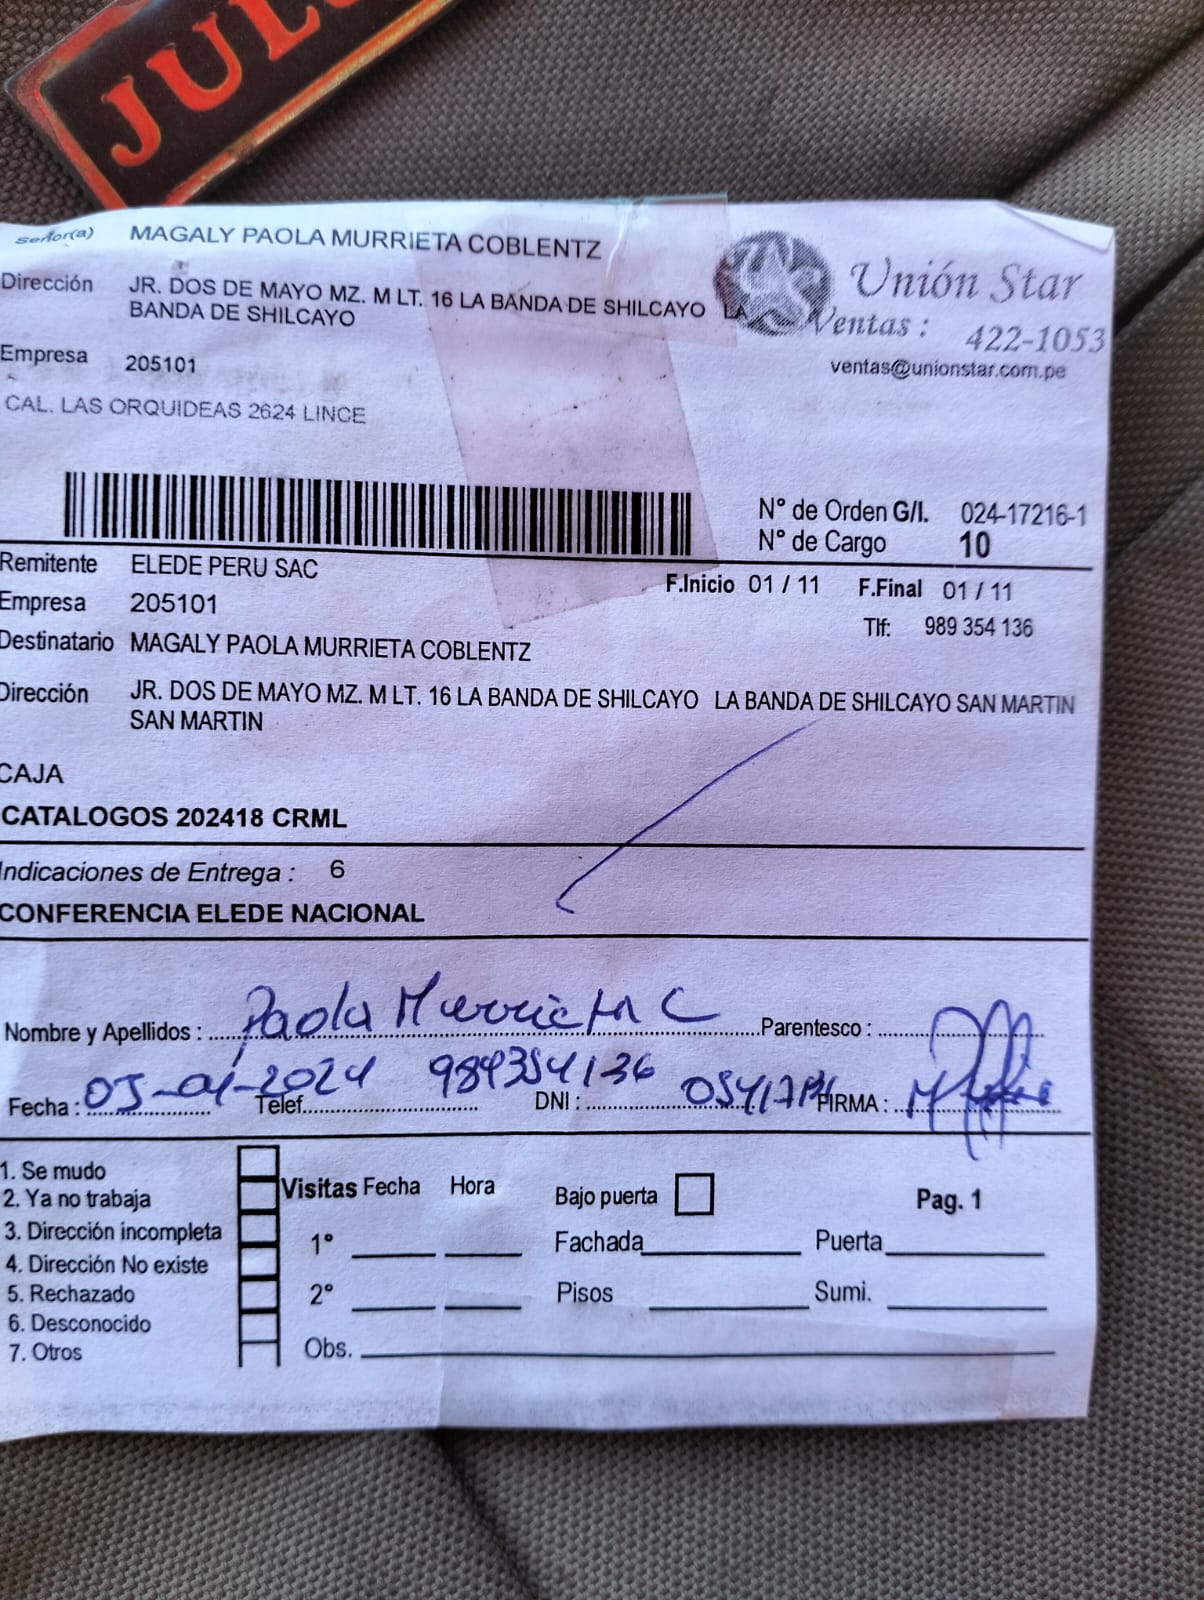 JUL
Señor(a) MAGALY PAOLA MURRIETA COBLENTZ
Dirección JR. DOS DE MAYO MZ. M LT. 16 LA BANDA DE SHILCAYO LA
BANDA DE SHILCAYO
Unión Star
Ventas : 422-1053
ventas@unionstar.com.pe
Empresa 205101
CAL. LAS ORQUIDEAS 2624 LINCE
N° de Orden G/I. 024-17216-1
N° de Cargo 10
Remitente ELEDE PERU SAC
F.Inicio 01 / 11 F.Final 01 / 11
Empresa 205101
Tlf: 989 354 136
Destinatario MAGALY PAOLA MURRIETA COBLENTZ
Dirección JR. DOS DE MAYO MZ. M LT. 16 LA BANDA DE SHILCAYO LA BANDA DE SHILCAYO SAN MARTIN
SAN MARTIN
CAJA
CATALOGOS 202418 CRML
Indicaciones de Entrega : 6
CONFERENCIA ELEDE NACIONAL
Nombre y Apellidos : Paola Murrieta C Parentesco :
Fecha : Telef. 989354136 DNI : FIRMA :
1. Se mudo
2. Ya no trabaja
3. Dirección incompleta
4. Dirección No existe
5. Rechazado
6. Desconocido
7. Otros
Visitas Fecha Hora
1°
2°
Obs.
Bajo puerta
Pag. 1
Fachada Puerta
Pisos Sumi.